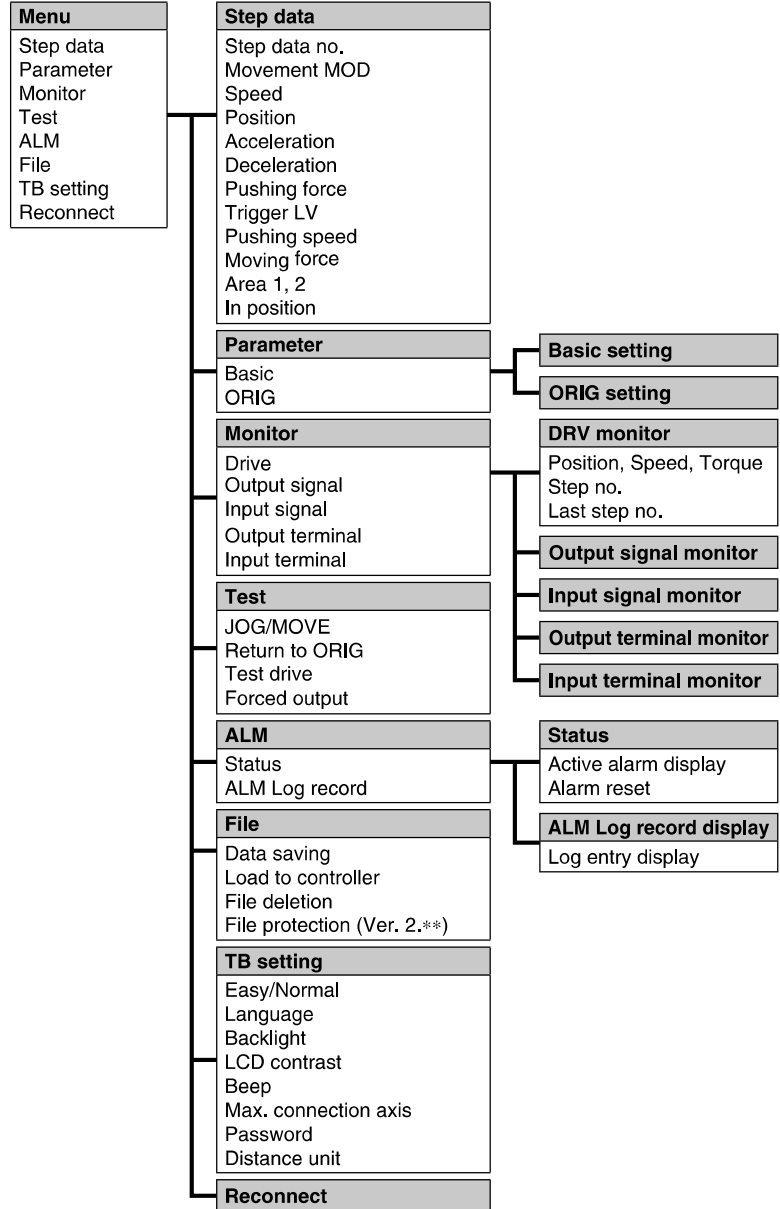 Menu
Step data
Parameter
Monitor
Test
ALM
File
TB setting
Reconnect
Step data
Step data no.
Movement MOD
Speed
Position
Acceleration
Deceleration
Pushing force
Trigger LV
Pushing speed
Moving force
Area 1, 2
In position
Parameter
Basic
ORIG
Basic setting
ORIG setting
Monitor
Drive
Output signal
Input signal
Output terminal
Input terminal
DRV monitor
Position, Speed, Torque
Step no.
Last step no.
Output signal monitor
Input signal monitor
Output terminal monitor
Input terminal monitor
Test
JOG/MOVE
Return to ORIG
Test drive
Forced output
ALM
Status
ALM Log record
Status
Active alarm display
Alarm reset
ALM Log record display
Log entry display
File
Data saving
Load to controller
File deletion
File protection (Ver. 2.**)
TB setting
Easy/Normal
Language
Backlight
LCD contrast
Beep
Max. connection axis
Password
Distance unit
Reconnect